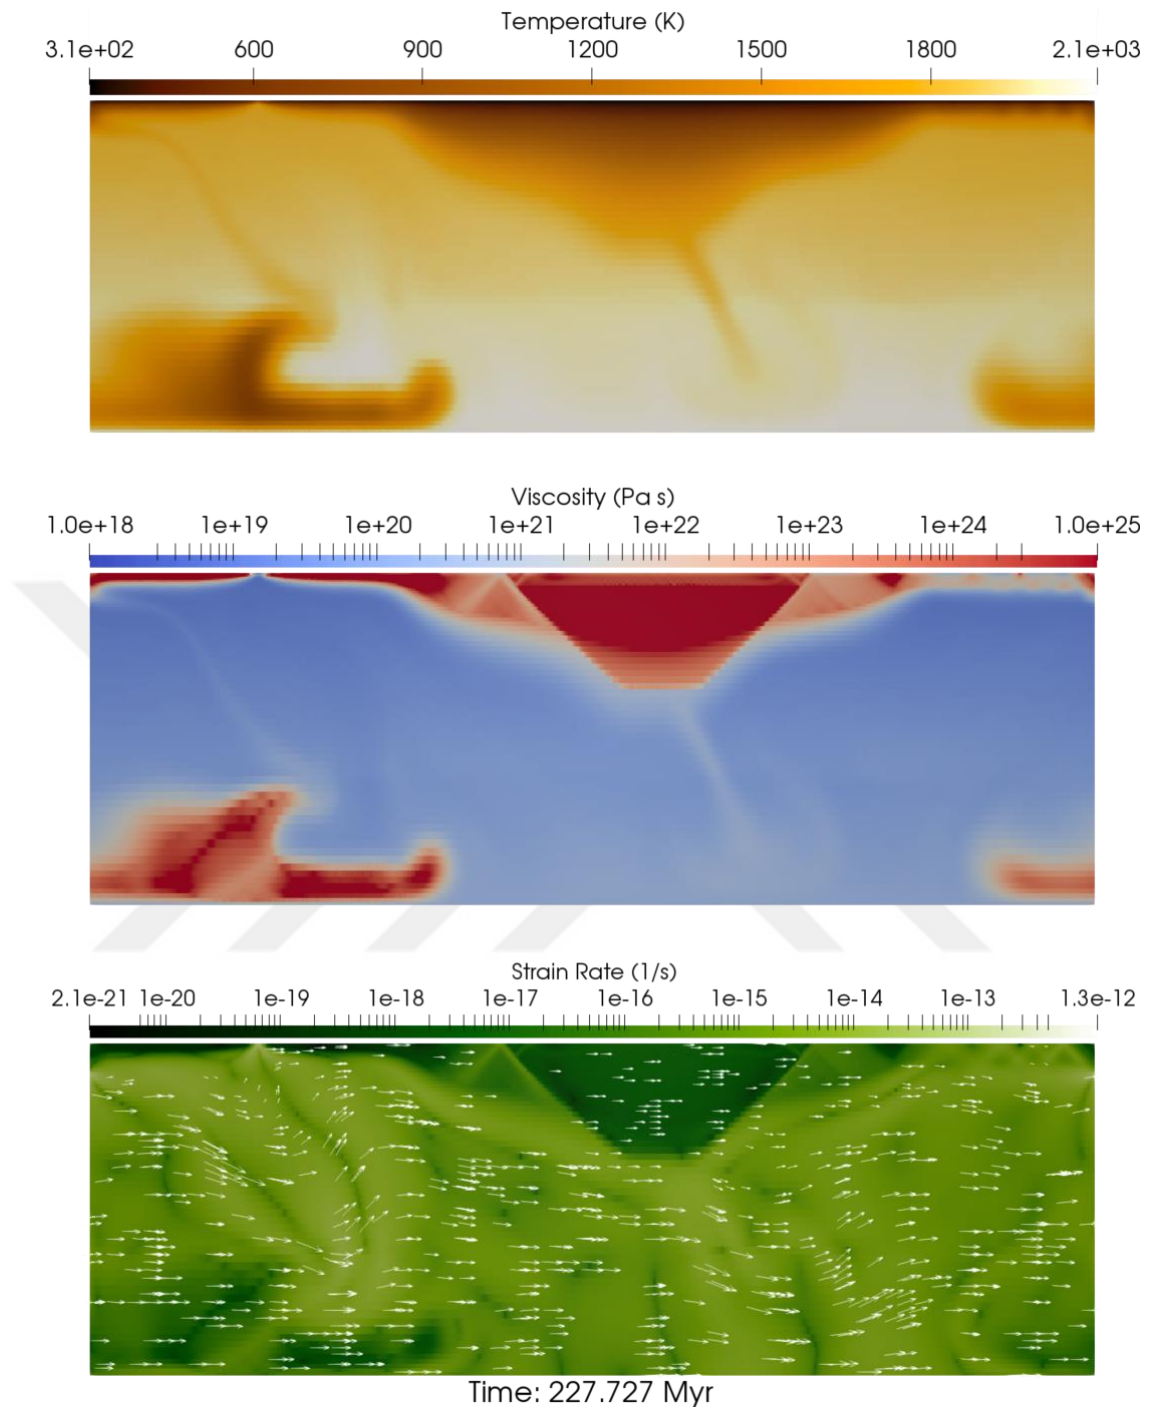 Temperature (K)
3.1e+02 600 900 1200 1500 1800 2.1e+03
Viscosity (Pa s)
1.0e+18 1e+19 1e+20 1e+21 1e+22 1e+23 1e+24 1.0e+25
Strain Rate (1/s)
2.1e-21 1e-20 1e-19 1e-18 1e-17 1e-16 1e-15 1e-14 1e-13 1.3e-12
Time: 227.727 Myr